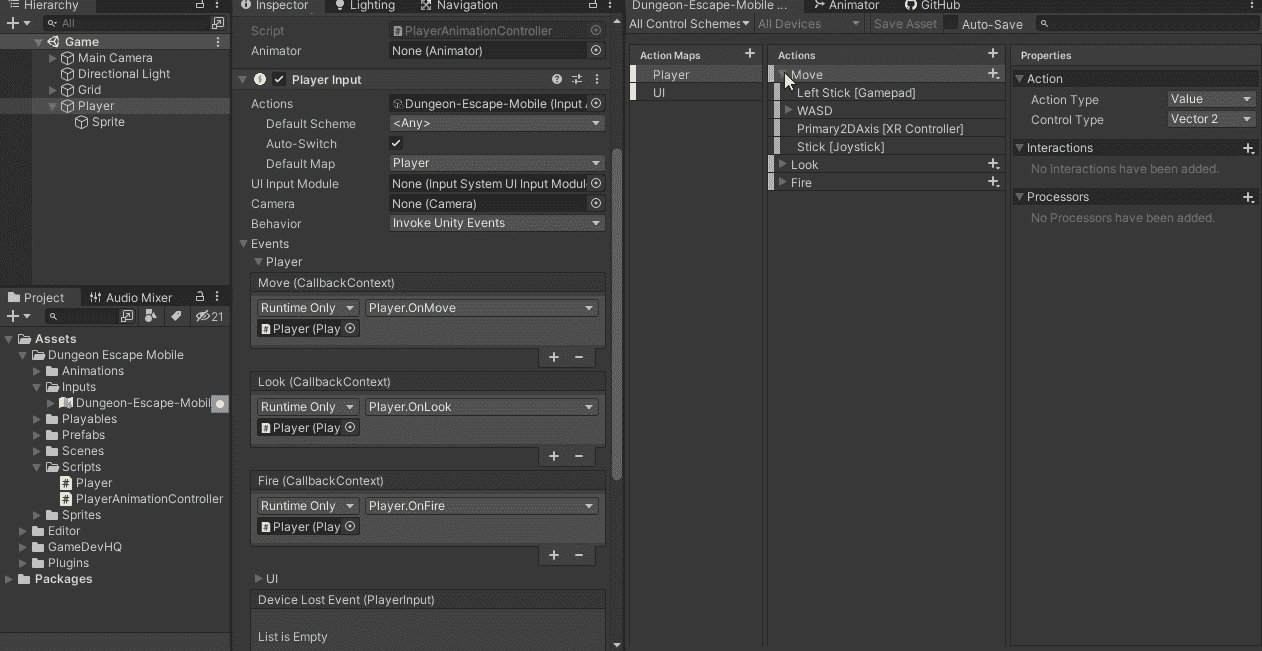 Hierarchy
All
Game
Main Camera
Directional Light
Grid
Player
Sprite
Project
Audio Mixer
21
Assets
Dungeon Escape Mobile
Animations
Inputs
Dungeon-Escape-Mobil
Playables
Prefabs
Scenes
Scripts
Player
PlayerAnimationController
Sprites
Editor
GameDevHQ
Plugins
Packages
Inspector
Lighting
Navigation
Script
PlayerAnimationController
Animator
None (Animator)
Player Input
Actions
Dungeon-Escape-Mobile (Input
Default Scheme
<Any>
Auto-Switch
Default Map
Player
UI Input Module
None (Input System UI Input Modul
Camera
None (Camera)
Behavior
Invoke Unity Events
Events
Player
Move (CallbackContext)
Runtime Only
Player.OnMove
Player (Play
Look (CallbackContext)
Runtime Only
Player.OnLook
Player (Play
Fire (CallbackContext)
Runtime Only
Player.OnFire
Player (Play
UI
Device Lost Event (PlayerInput)
List is Empty
Dungeon-Escape-Mobile ...
Animator
GitHub
All Control Schemes
All Devices
Save Asset
Auto-Save
Action Maps
Player
UI
Actions
Move
Left Stick [Gamepad]
WASD
Primary2DAxis [XR Controller]
Stick [Joystick]
Look
Fire
Properties
Action
Action Type
Value
Control Type
Vector 2
Interactions
No Interactions have been added.
Processors
No Processors have been added.